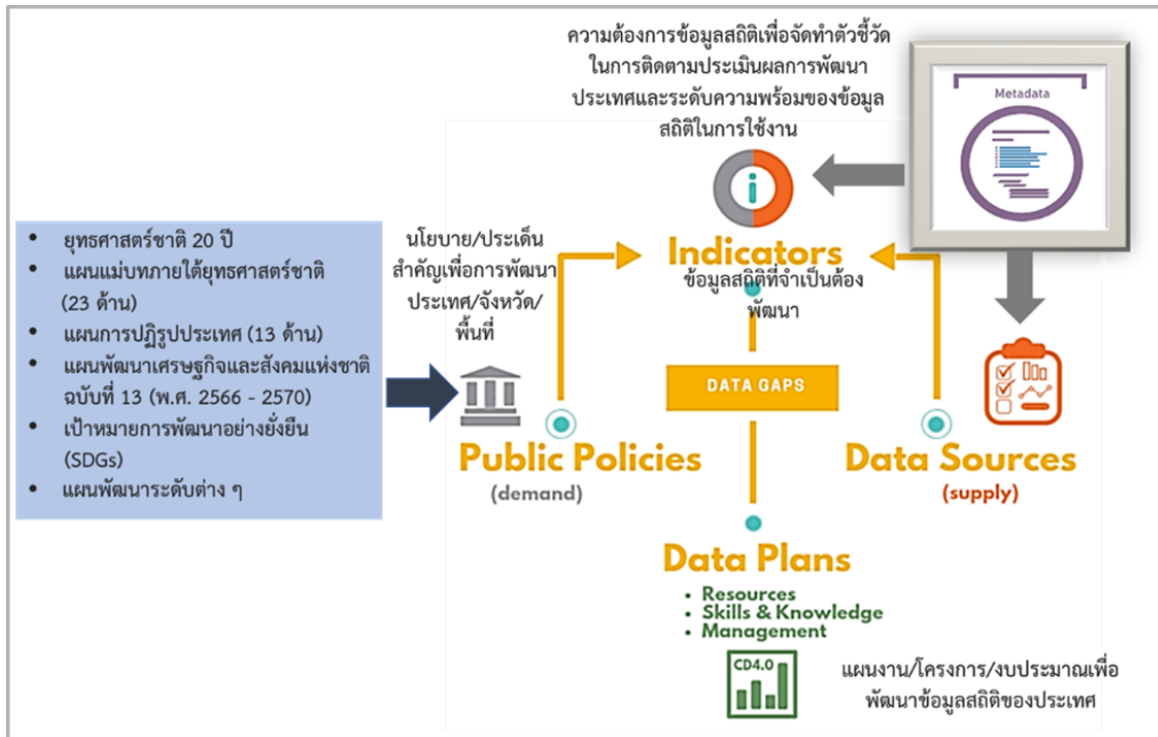 ความต้องการข้อมูลสถิติเพื่อจัดทำตัวชี้วัด
ในการติดตามประเมินผลการพัฒนา
ประเทศและระดับความพร้อมของข้อมูล
สถิติในการใช้งาน
Metadata
• ยุทธศาสตร์ชาติ 20 ปี
• แผนแม่บทภายใต้ยุทธศาสตร์ชาติ
(23 ด้าน)
• แผนการปฏิรูปประเทศ (13 ด้าน)
• แผนพัฒนาเศรษฐกิจและสังคมแห่งชาติ
ฉบับที่ 13 (พ.ศ. 2566 - 2570)
• เป้าหมายการพัฒนาอย่างยั่งยืน
(SDGs)
• แผนพัฒนาระดับต่าง ๆ
นโยบาย/ประเด็น
สำคัญเพื่อการพัฒนา
ประเทศ/จังหวัด/
พื้นที่
i
Indicators
ข้อมูลสถิติที่จำเป็นต้อง
พัฒนา
DATA GAPS
Public Policies
(demand)
Data Sources
(supply)
Data Plans
• Resources
• Skills & Knowledge
• Management
CD4.0
แผนงาน/โครงการ/งบประมาณเพื่อ
พัฒนาข้อมูลสถิติของประเทศ